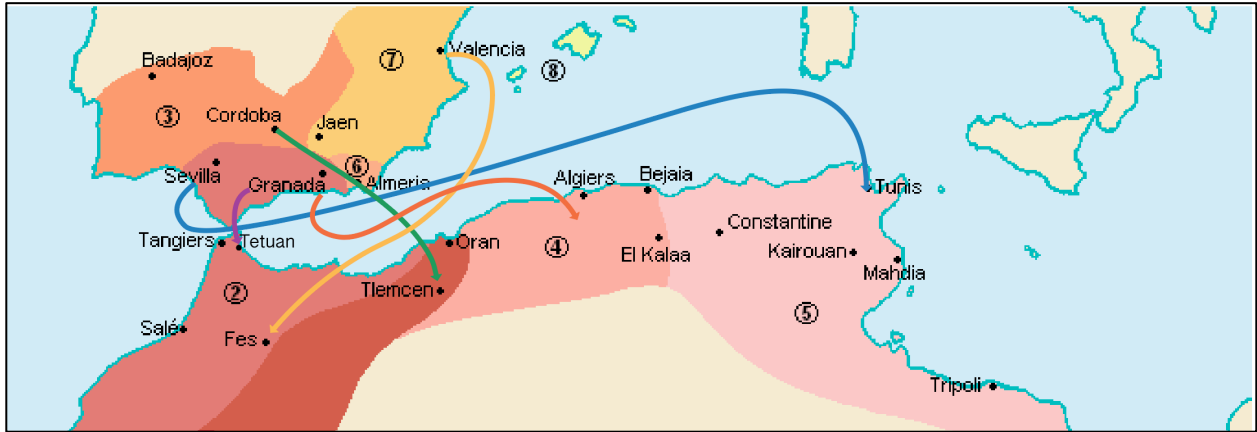 Valencia
⑦
Badajoz
⑧
③
Cordoba
Jaen
⑥
Sevilla
Granada
Almeria
Algiers
Bejaia
Tunis
Tangiers
Tetuan
Oran
④
El Kalaa
Constantine
Kairouan
Mahdia
②
Tlemcen
Salé
Fes
⑤
Tripoli